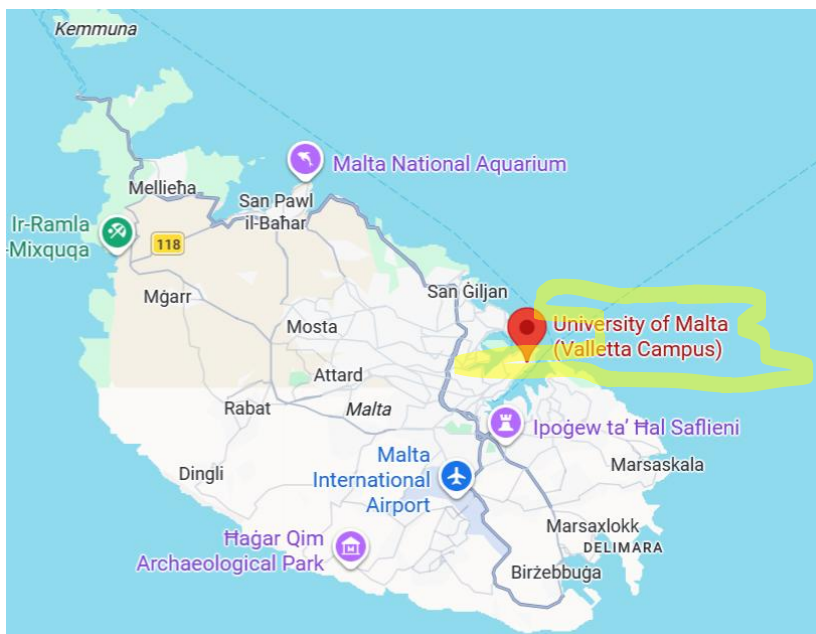 Kemmuna
Malta National Aquarium
Mellieħa
San Pawl
il-Baħar
Ir-Ramla
-Mixquqa
118
San Ġiljan
Mġarr
University of Malta
(Valletta Campus)
Mosta
Attard
Rabat
Malta
Ipoġew ta' Ħal Saflieni
Malta
International
Airport
Marsaskala
Dingli
Marsaxlokk
DELIMARA
Ħaġar Qim
Archaeological Park
Birżebbuġa